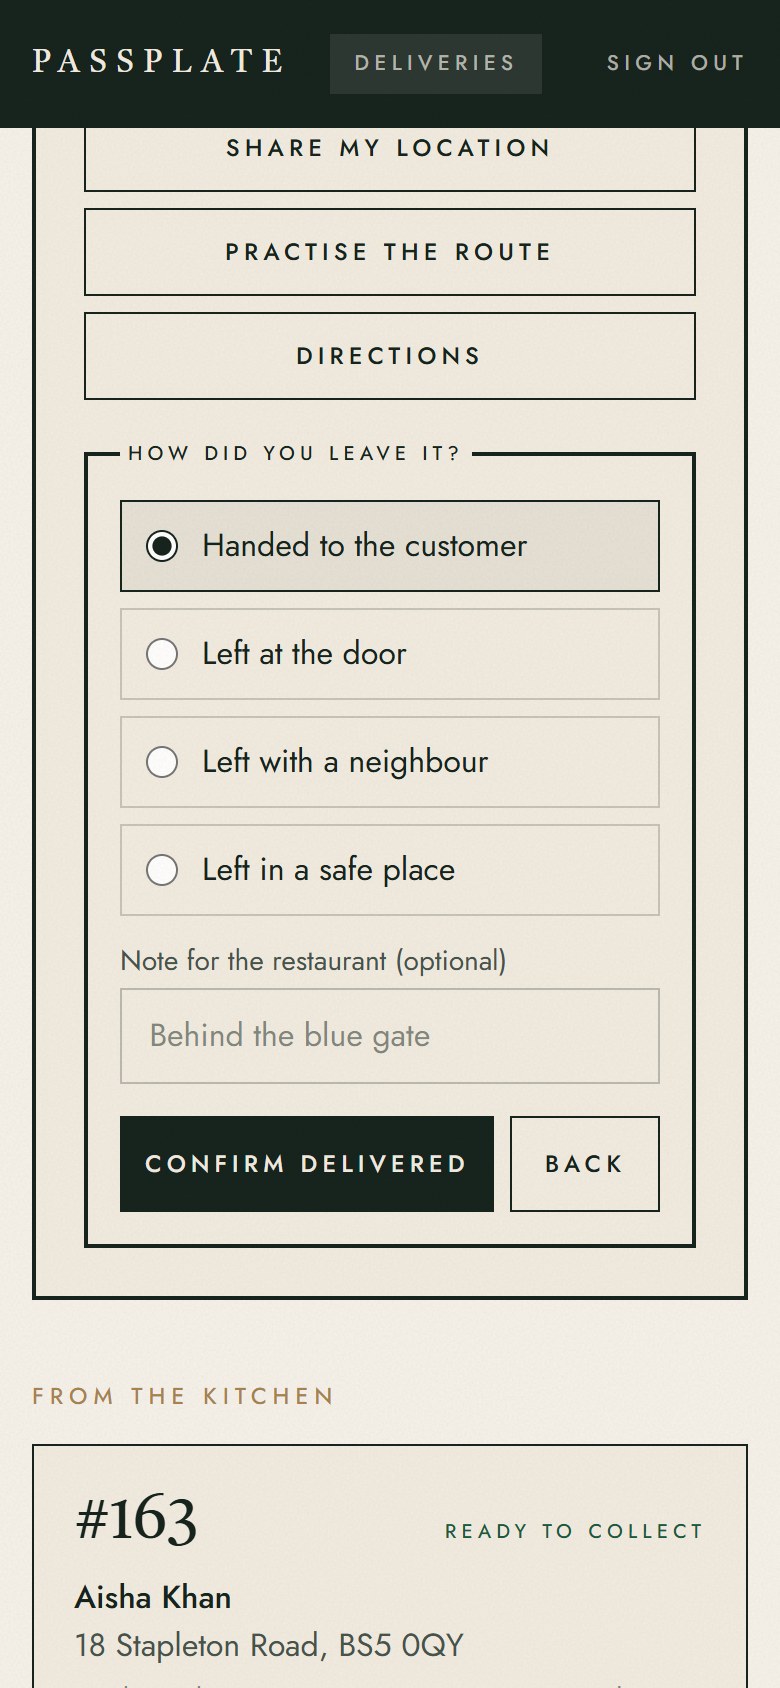 PASSPLATE
DELIVERIES
SIGN OUT
SHARE MY LOCATION
PRACTISE THE ROUTE
DIRECTIONS
HOW DID YOU LEAVE IT?
Handed to the customer
Left at the door
Left with a neighbour
Left in a safe place
Note for the restaurant (optional)
Behind the blue gate
CONFIRM DELIVERED
BACK
FROM THE KITCHEN
#163
READY TO COLLECT
Aisha Khan
18 Stapleton Road, BS5 0QY